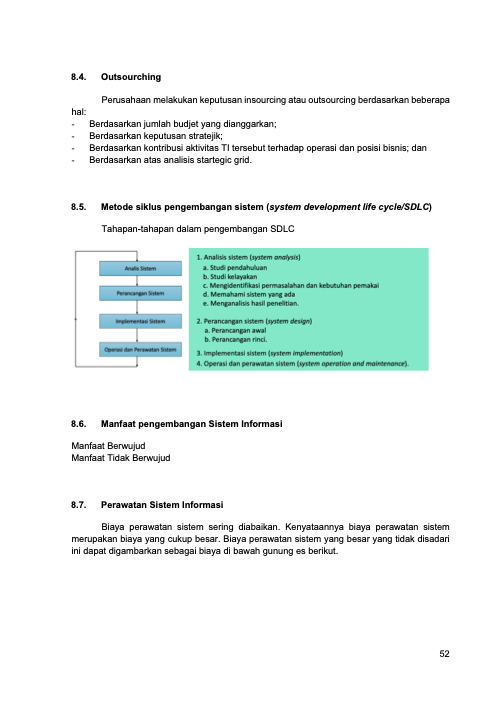 8.4. Outsourching
Perusahaan melakukan keputusan insourcing atau outsourcing berdasarkan beberapa
hal:
- Berdasarkan jumlah budjet yang dianggarkan;
- Berdasarkan keputusan stratejik;
- Berdasarkan kontribusi aktivitas TI tersebut terhadap operasi dan posisi bisnis; dan
- Berdasarkan atas analisis startegic grid.
8.5. Metode siklus pengembangan sistem (system development life cycle/SDLC)
Tahapan-tahapan dalam pengembangan SDLC
Analis Sistem
Perancangan Sistem
Implementasi Sistem
Operasi dan Perawatan Sistem
1. Analisis sistem (system analysis)
a. Studi pendahuluan
b. Studi kelayakan
c. Mengidentifikasi permasalahan dan kebutuhan pemakai
d. Memahami sistem yang ada
e. Menganalisis hasil penelitian.
2. Perancangan sistem (system design)
a. Perancangan awal
b. Perancangan rinci.
3. Implementasi sistem (system implementation)
4. Operasi dan perawatan sistem (system operation and maintenance).
8.6. Manfaat pengembangan Sistem Informasi
Manfaat Berwujud
Manfaat Tidak Berwujud
8.7. Perawatan Sistem Informasi
Biaya perawatan sistem sering diabaikan. Kenyataannya biaya perawatan sistem
merupakan biaya yang cukup besar. Biaya perawatan sistem yang besar yang tidak disadari
ini dapat digambarkan sebagai biaya di bawah gunung es berikut.
52